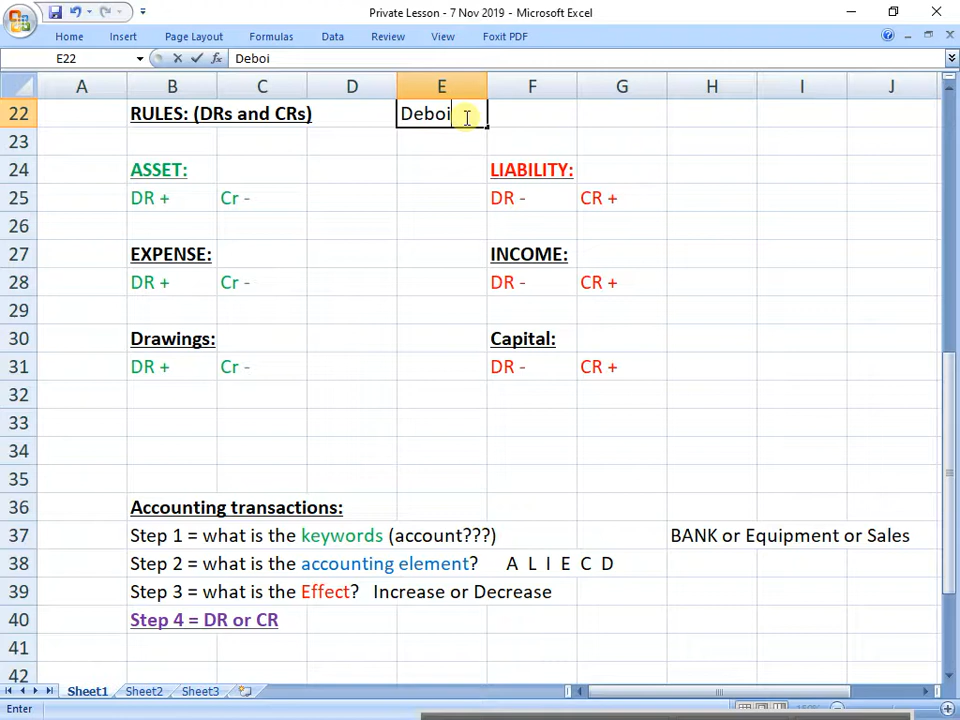 Private Lesson - 7 Nov 2019 - Microsoft Excel
Home Insert Page Layout Formulas Data Review View Foxit PDF
E22 fx Deboi
A B C D E F G H I J
22 RULES: (DRs and CRs) Deboi
23
24 ASSET: LIABILITY:
25 DR + Cr - DR - CR +
26
27 EXPENSE: INCOME:
28 DR + Cr - DR - CR +
29
30 Drawings: Capital:
31 DR + Cr - DR - CR +
32
33
34
35
36 Accounting transactions:
37 Step 1 = what is the keywords (account???) BANK or Equipment or Sales
38 Step 2 = what is the accounting element? A L I E C D
39 Step 3 = what is the Effect? Increase or Decrease
40 Step 4 = DR or CR
41
42
Sheet1 Sheet2 Sheet3
Enter